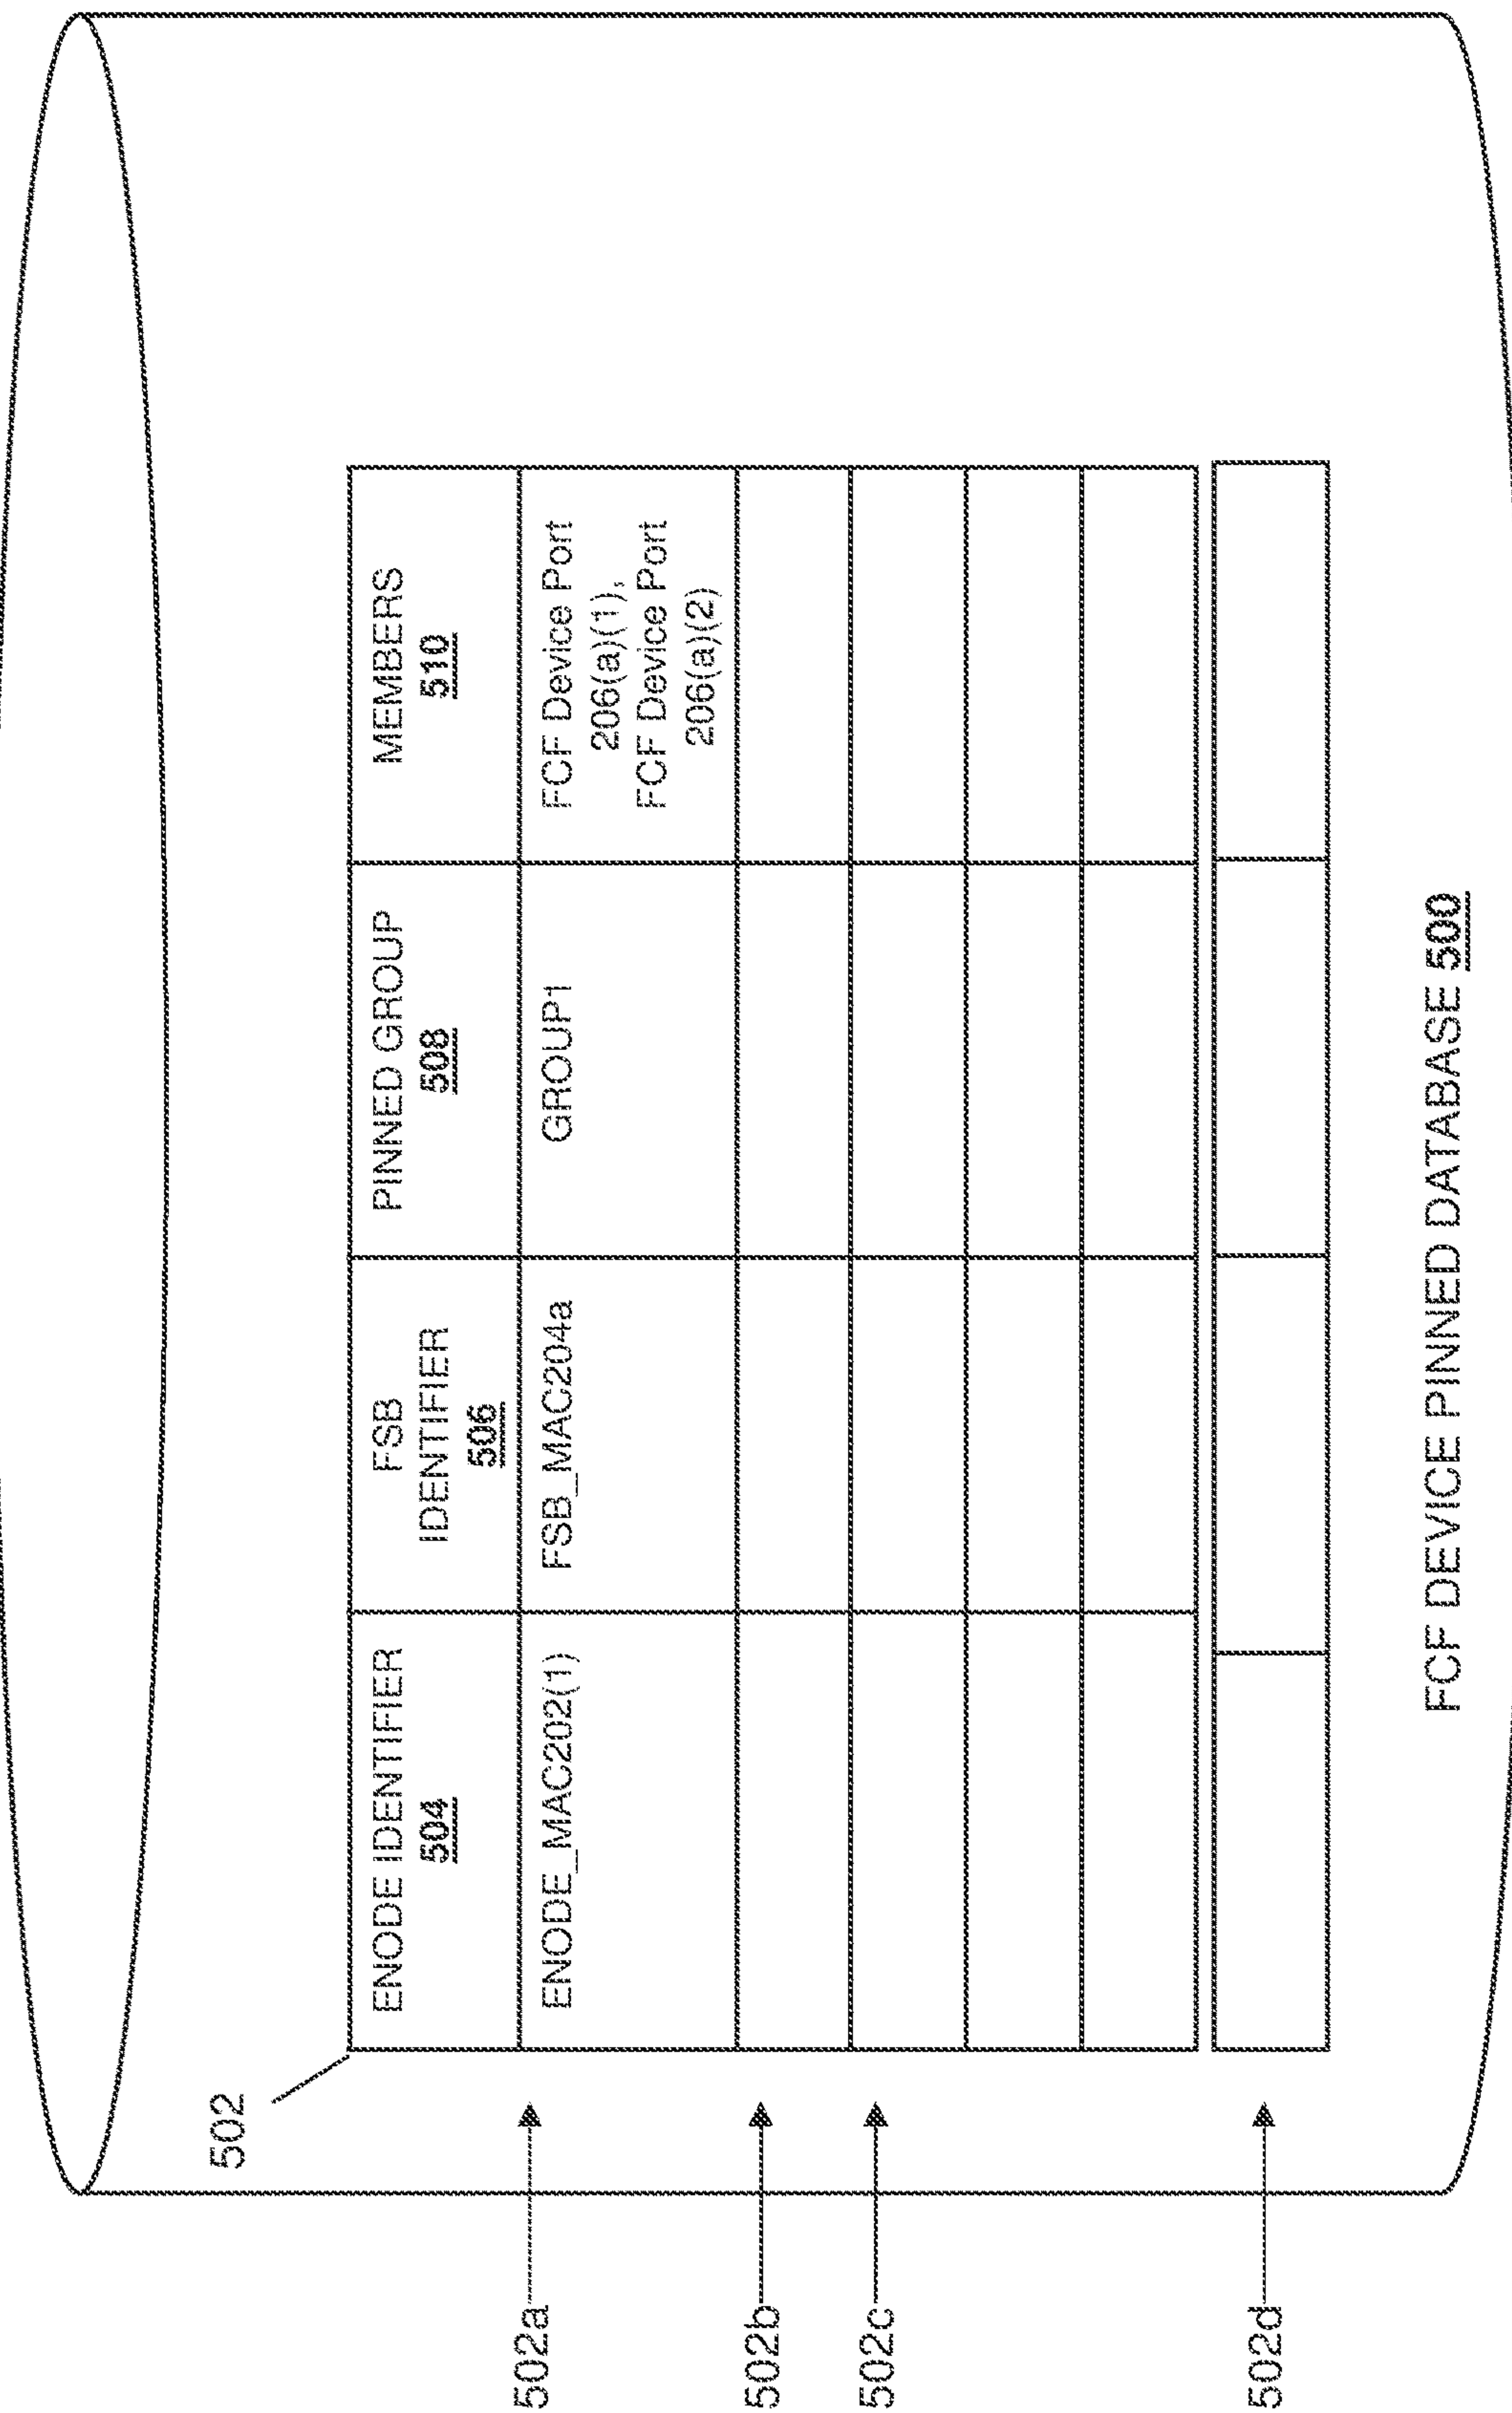 502
ENODE IDENTIFIER
504
FSB
IDENTIFIER
506
PINNED GROUP
508
MEMBERS
510
502a
ENODE_MAC202(1)
FSB_MAC204a
GROUP1
FCF Device Port
206(a)(1),
FCF Device Port
206(a)(2)
502b
502c
502d
FCF DEVICE PINNED DATABASE 500